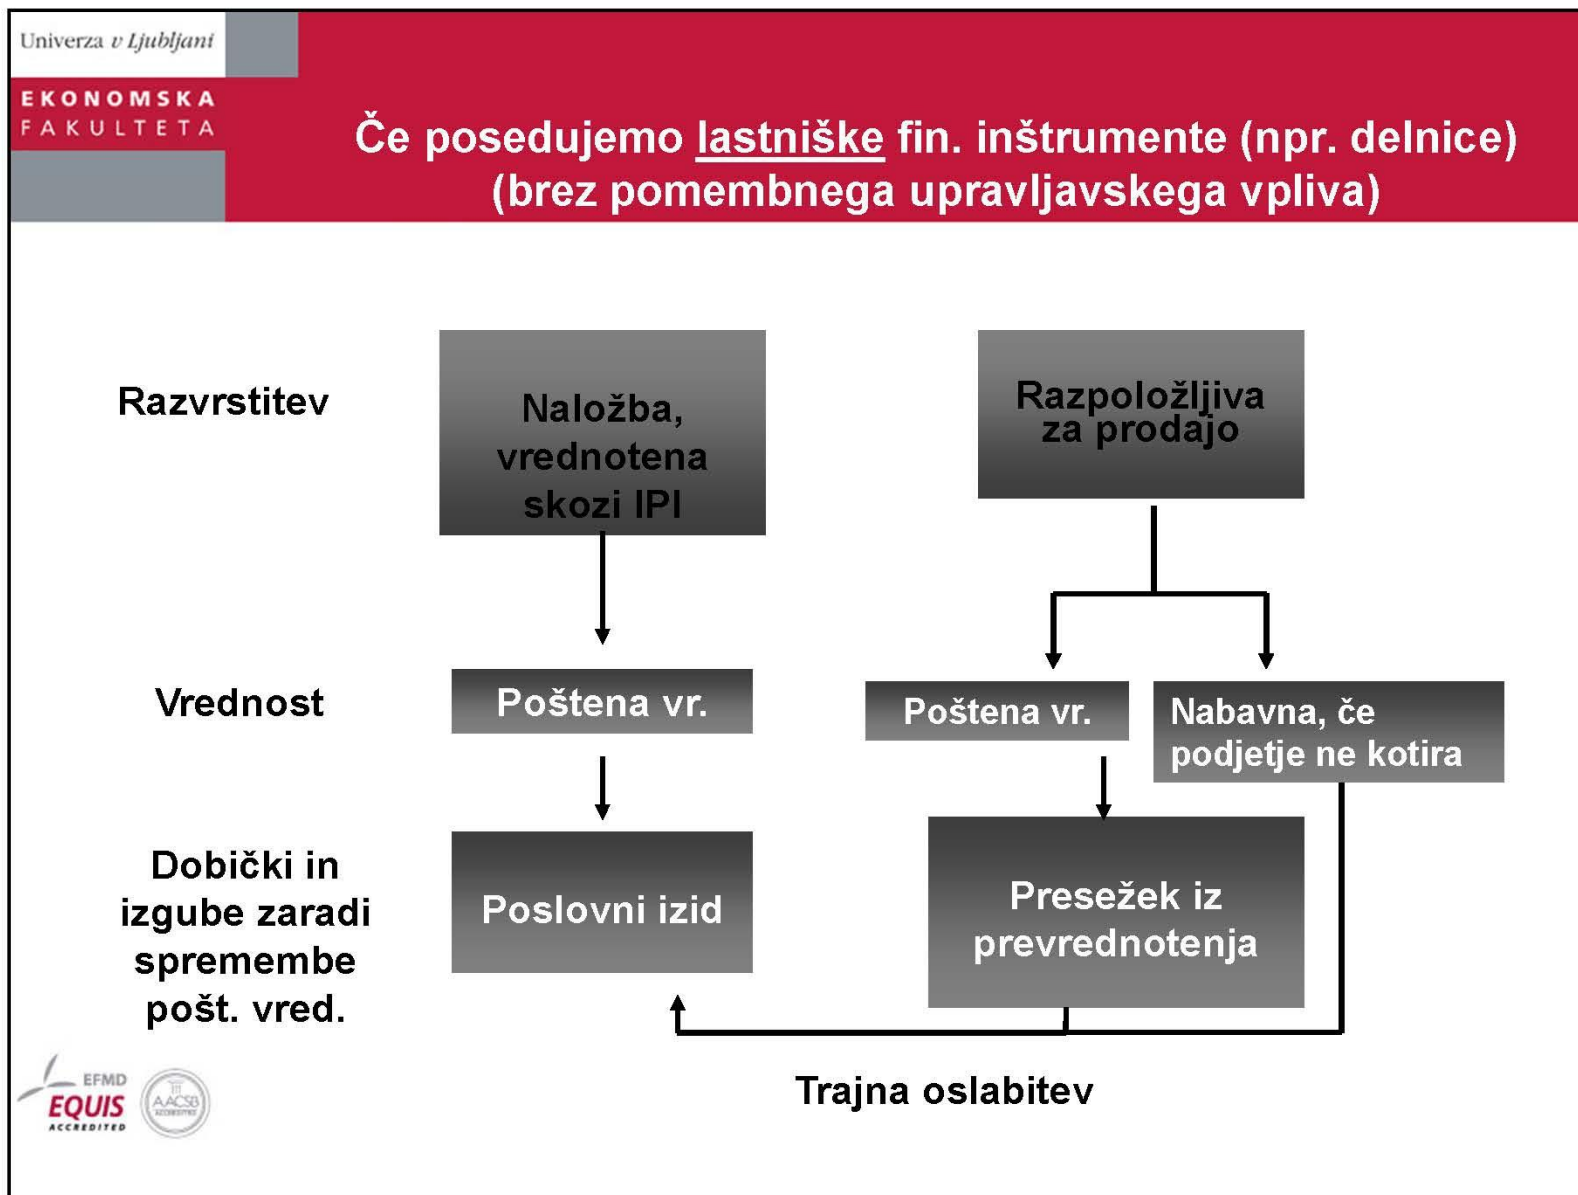 Univerza v Ljubljani
EKONOMSKA
FAKULTETA
Če posedujemo lastniške fin. inštrumente (npr. delnice)
(brez pomembnega upravljavskega vpliva)
Razvrstitev
Naložba,
vrednotena
skozi IPI
Razpoložljiva
za prodajo
Vrednost
Poštena vr.
Poštena vr.
Nabavna, če
podjetje ne kotira
Dobički in
izgube zaradi
spremembe
pošt. vred.
Poslovni izid
Presežek iz
prevrednotenja
Trajna oslabitev
EFMD
EQUIS
ACCREDITED
AACSB
ACCREDITED